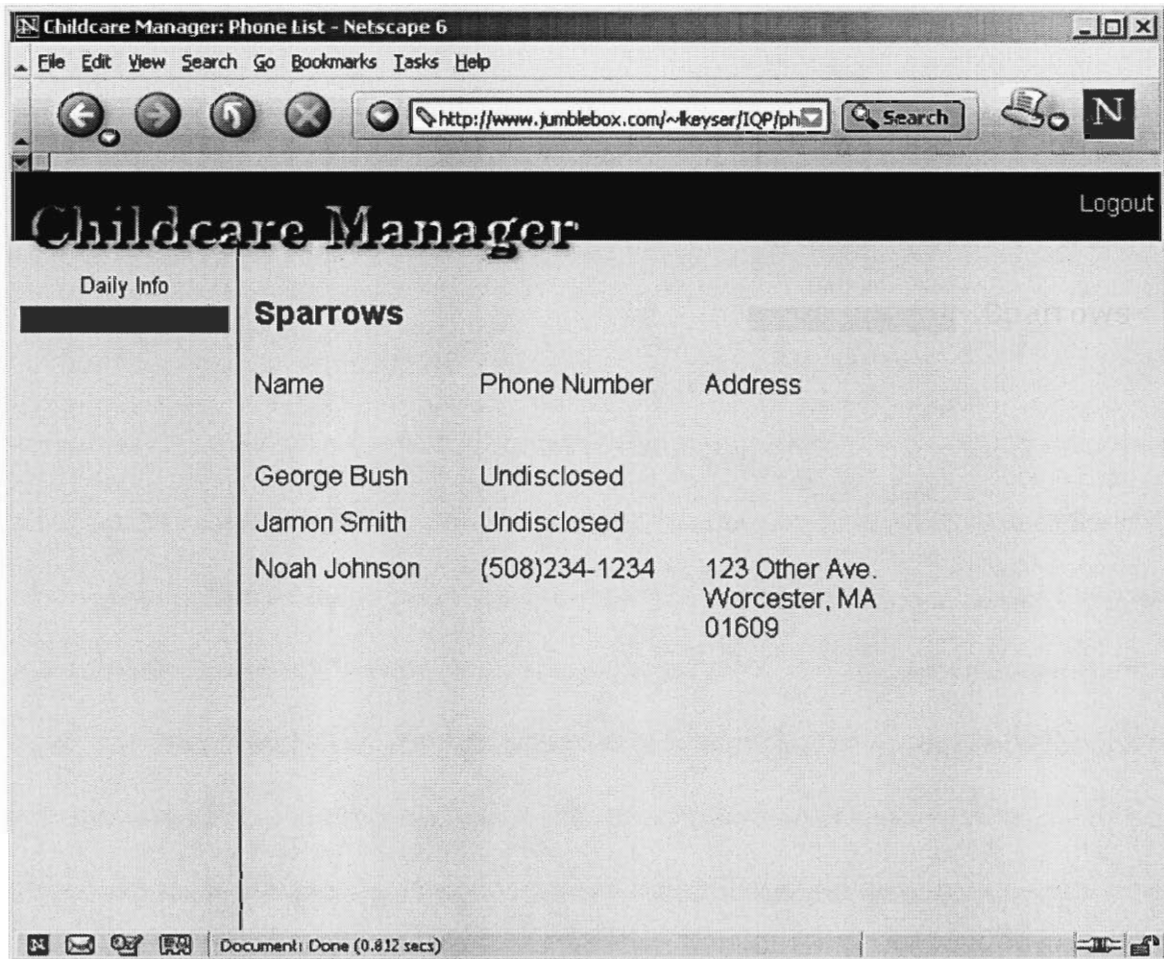 Childcare Manager: Phone List - Netscape 6
File Edit View Search Go Bookmarks Tasks Help
http://www.jumblebox.com/~lkeyser/IQP/ph
Search
N
Logout
Childcare Manager
Daily Info
Sparrows
Name Phone Number Address
George Bush Undisclosed
Jamon Smith Undisclosed
Noah Johnson (508)234-1234 123 Other Ave.
Worcester, MA
01609
Document: Done (0.812 secs)